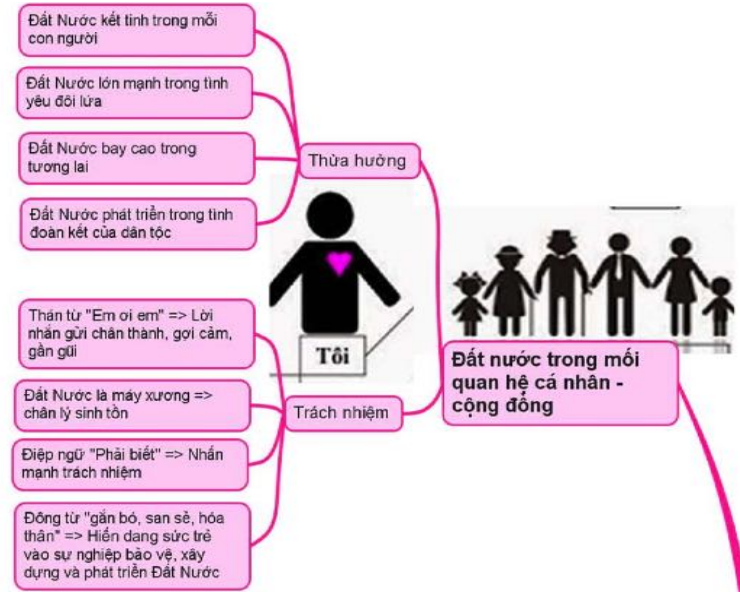 Đất Nước kết tinh trong mỗi
con người
Đất Nước lớn mạnh trong tình
yêu đôi lứa
Đất Nước bay cao trong
tương lai
Đất Nước phát triển trong tình
đoàn kết của dân tộc
Thừa hưởng
Thán từ "Em ơi em" => Lời
nhắn gửi chân thành, gợi cảm,
gần gũi
Đất Nước là máy xương =>
chân lý sinh tồn
Điệp ngữ "Phải biết" => Nhấn
mạnh trách nhiệm
Đông từ "gắn bó, san sẻ, hóa
thân" => Hiến dang sức trẻ
vào sự nghiệp bảo vệ, xây
dựng và phát triển Đất Nước
Trách nhiệm
Tôi
Đất nước trong mối
quan hệ cá nhân -
cộng đồng